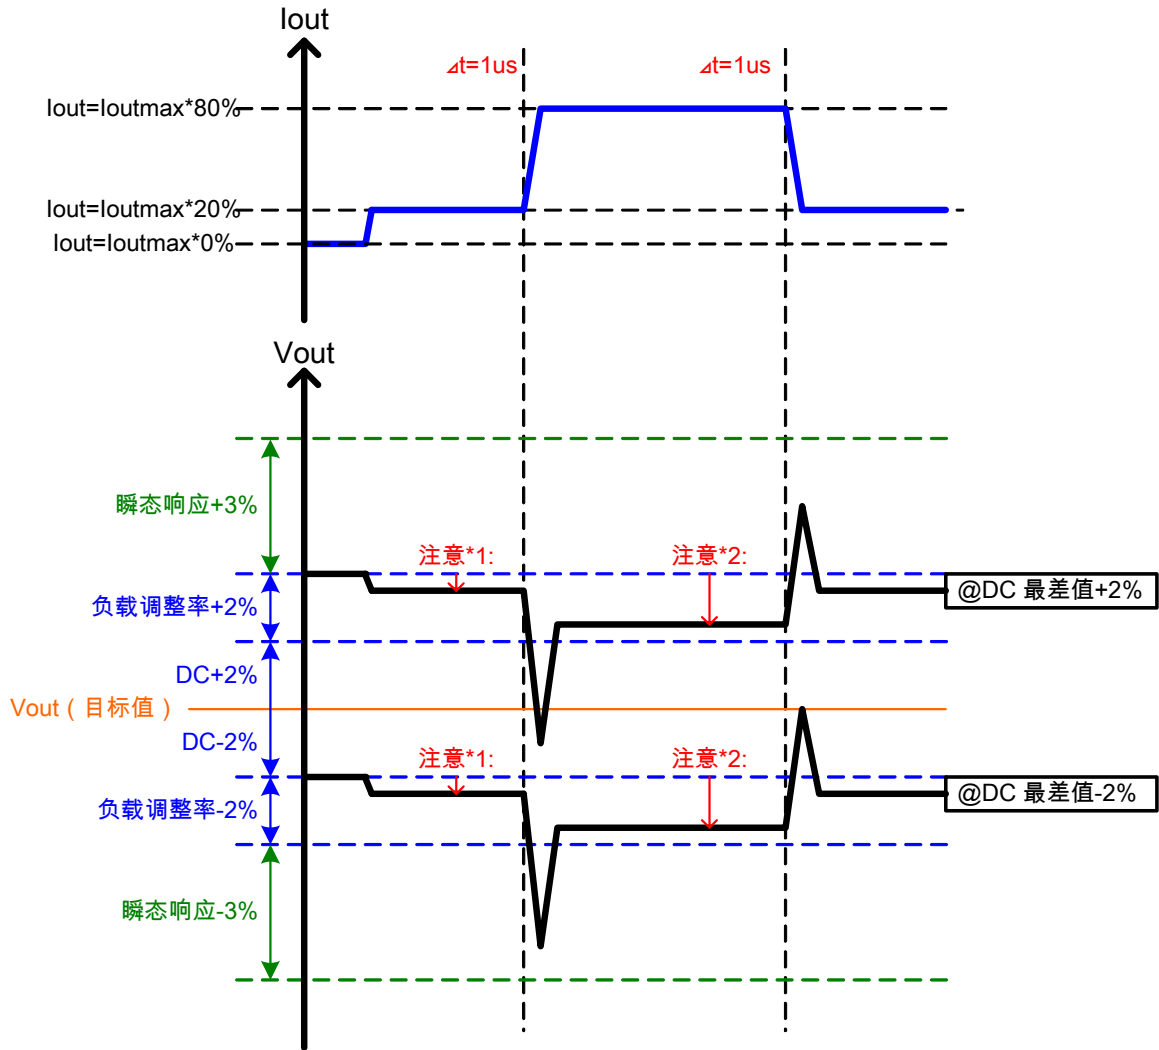 Iout
⊿t=1us
⊿t=1us
Iout=Ioutmax*80%
Iout=Ioutmax*20%
Iout=Ioutmax*0%
Vout
瞬态响应+3%
注意*1:
注意*2:
@DC 最差值+2%
负载调整率+2%
DC+2%
Vout（目标值）
DC-2%
注意*1:
注意*2:
@DC 最差值-2%
负载调整率-2%
瞬态响应-3%